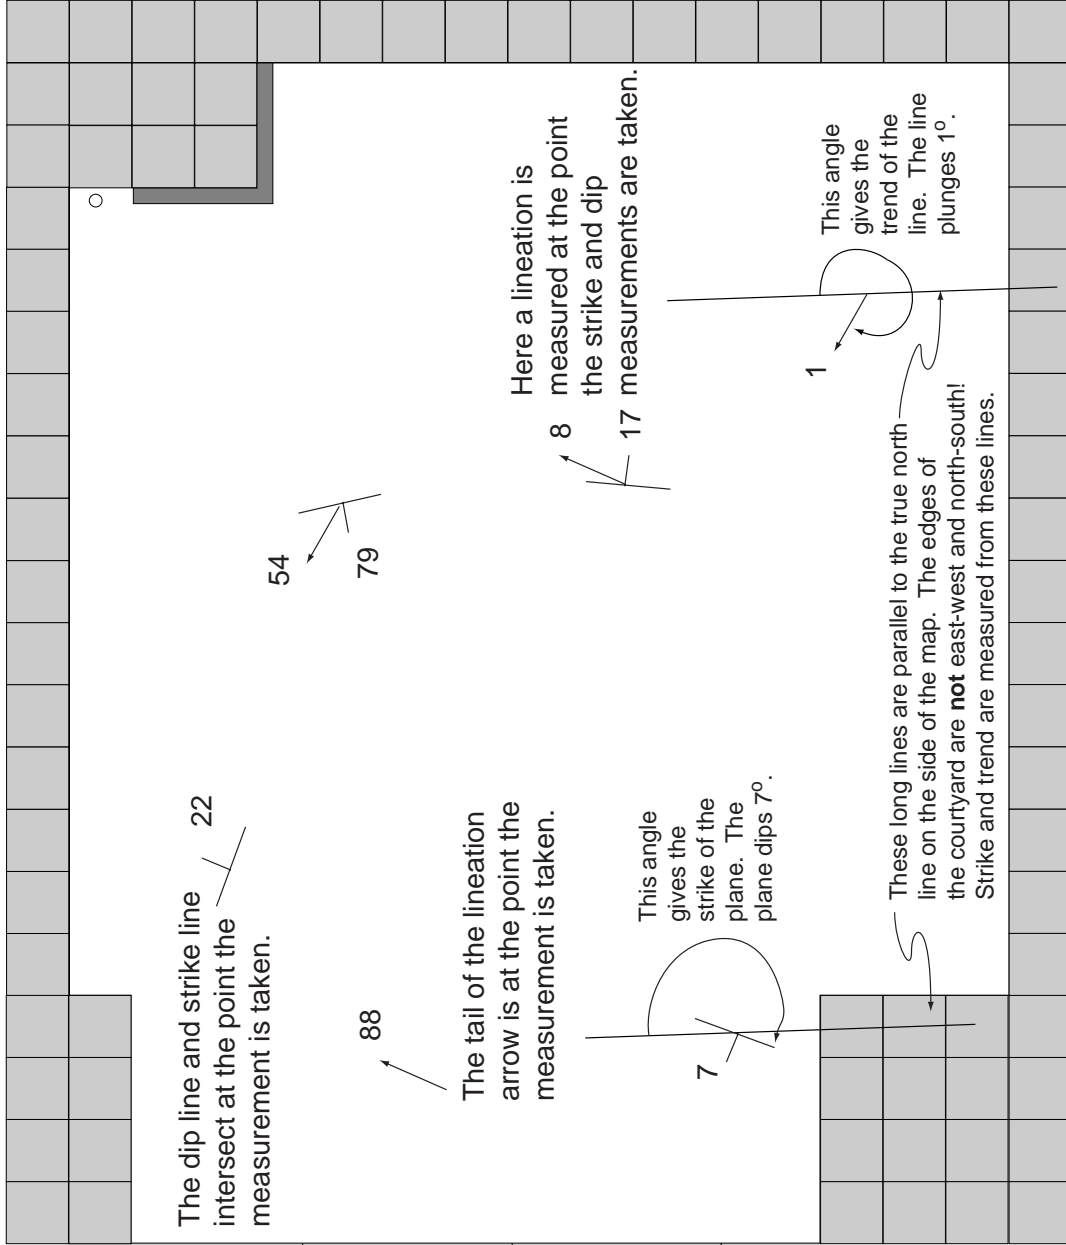 The dip line and strike line
intersect at the point the
measurement is taken.
22
88
The tail of the lineation
arrow is at the point the
measurement is taken.
54
79
Here a lineation is
measured at the point
the strike and dip
measurements are taken.
8
17
This angle
gives the
strike of the
plane. The
plane dips 7o.
7
This angle
gives the
trend of the
line. The line
plunges 1o.
1
These long lines are parallel to the true north
line on the side of the map. The edges of
the courtyard are not east-west and north-south!
Strike and trend are measured from these lines.